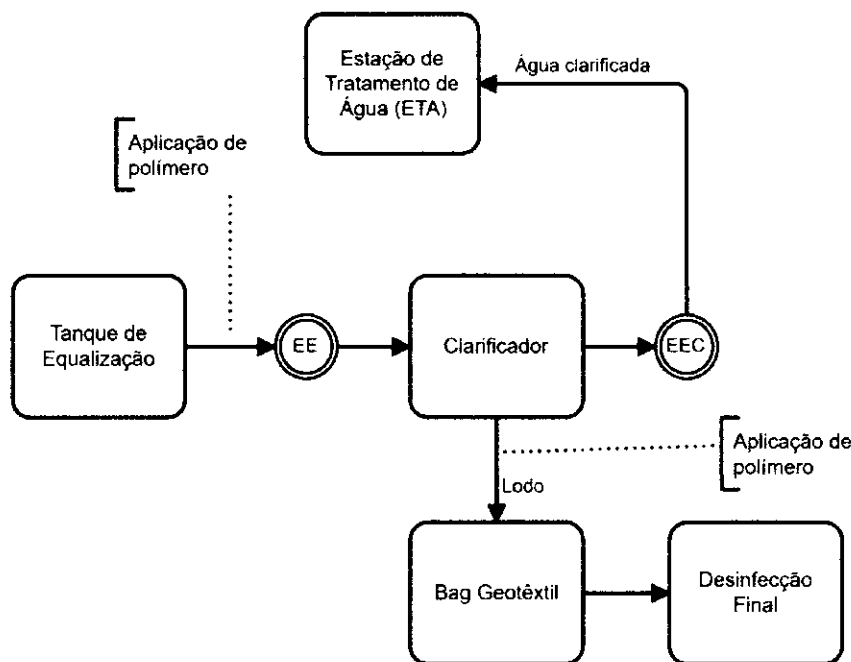 Estação de
Tratamento de
Água (ETA)
Água clarificada
Aplicação de
polímero
Tanque de
Equalização
EE
Clarificador
EEC
Aplicação de
polímero
Lodo
Bag Geotêxtil
Desinfecção
Final